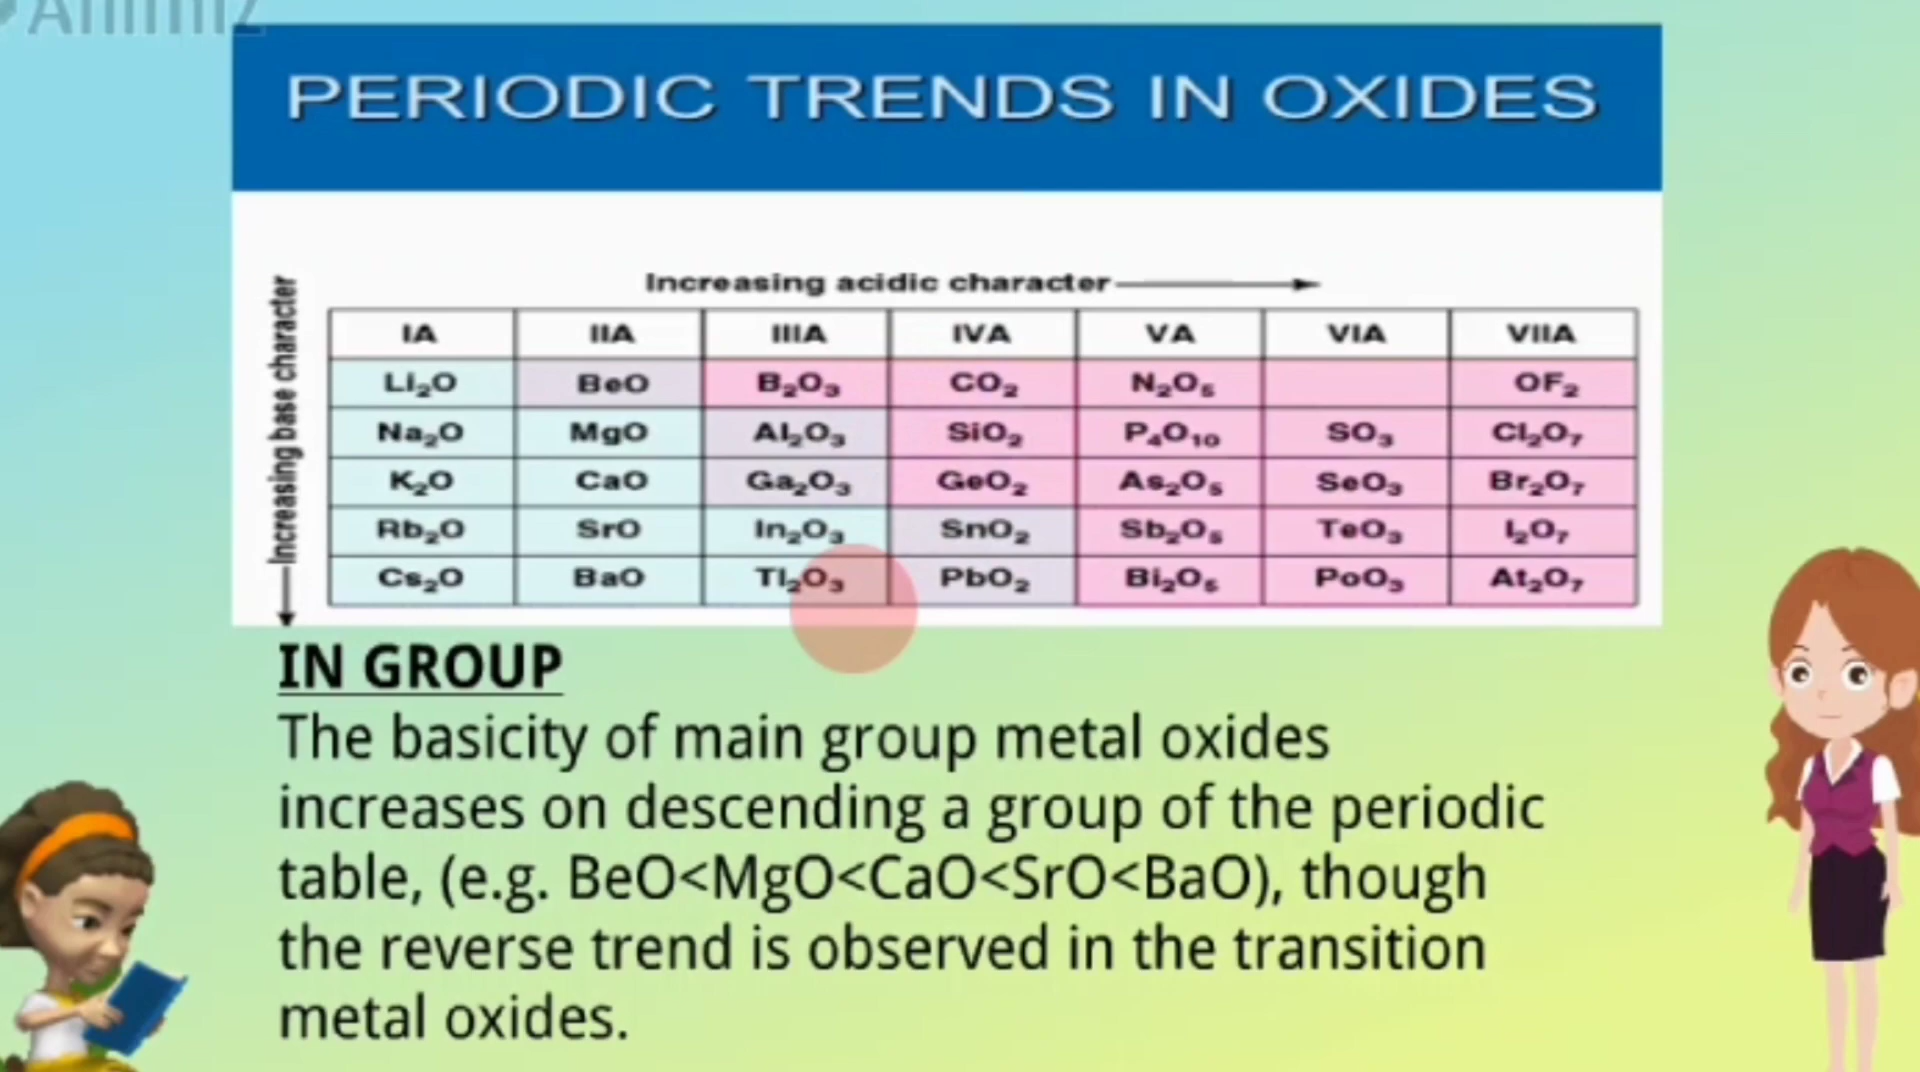 PERIODIC TRENDS IN OXIDES
Increasing acidic character
Increasing base character
IA IIA IIIA IVA VA VIA VIIA
Li₂O BeO B₂O₃ CO₂ N₂O₅ OF₂
Na₂O MgO Al₂O₃ SiO₂ P₄O₁₀ SO₃ Cl₂O₇
K₂O CaO Ga₂O₃ GeO₂ As₂O₅ SeO₃ Br₂O₇
Rb₂O SrO In₂O₃ SnO₂ Sb₂O₅ TeO₃ I₂O₇
Cs₂O BaO Tl₂O₃ PbO₂ Bi₂O₅ PoO₃ At₂O₇
IN GROUP
The basicity of main group metal oxides
increases on descending a group of the periodic
table, (e.g. BeO<MgO<CaO<SrO<BaO), though
the reverse trend is observed in the transition
metal oxides.